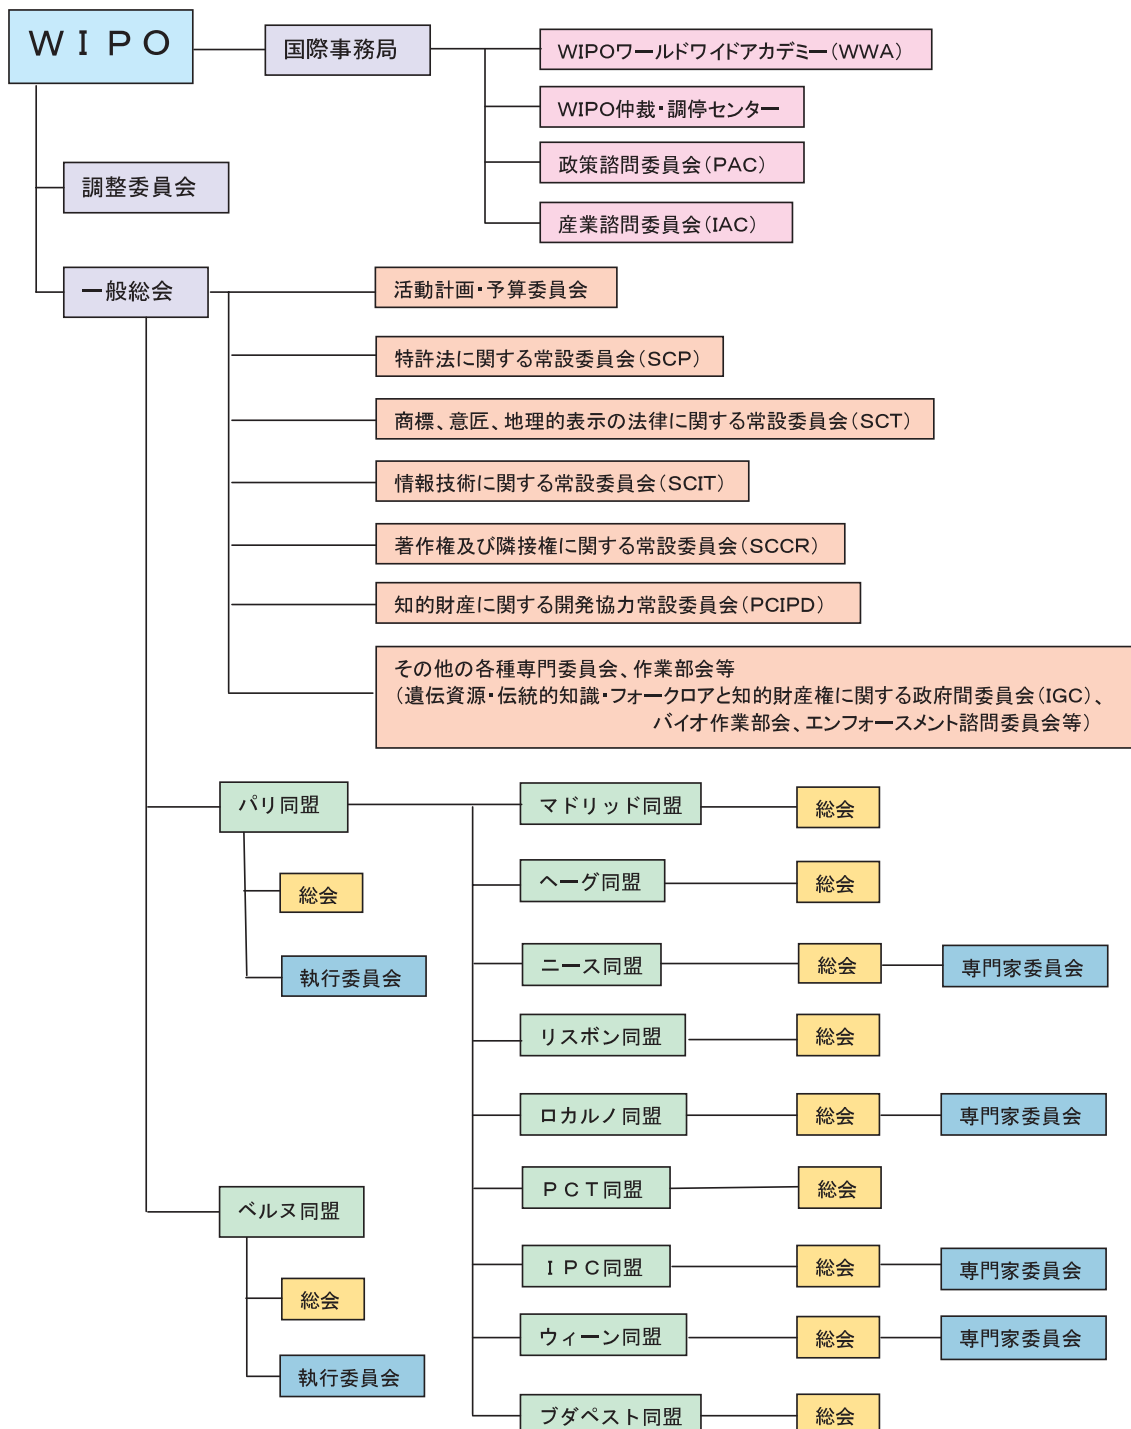 ＷＩＰＯ
国際事務局
WIPOワールドワイドアカデミー（WWA）
WIPO仲裁・調停センター
政策諮問委員会（PAC）
産業諮問委員会（IAC）
調整委員会
一般総会
活動計画・予算委員会
特許法に関する常設委員会（SCP）
商標、意匠、地理的表示の法律に関する常設委員会（SCT）
情報技術に関する常設委員会（SCIT）
著作権及び隣接権に関する常設委員会（SCCR）
知的財産に関する開発協力常設委員会（PCIPD）
その他の各種専門委員会、作業部会等
（遺伝資源・伝統的知識・フォークロアと知的財産権に関する政府間委員会（IGC）、
バイオ作業部会、エンフォースメント諮問委員会等）
パリ同盟
総会
執行委員会
マドリッド同盟
総会
ヘーグ同盟
総会
ニース同盟
総会
専門家委員会
リスボン同盟
総会
ロカルノ同盟
総会
専門家委員会
ＰＣＴ同盟
総会
ＩＰＣ同盟
総会
専門家委員会
ウィーン同盟
総会
専門家委員会
ブダペスト同盟
総会
ベルヌ同盟
総会
執行委員会